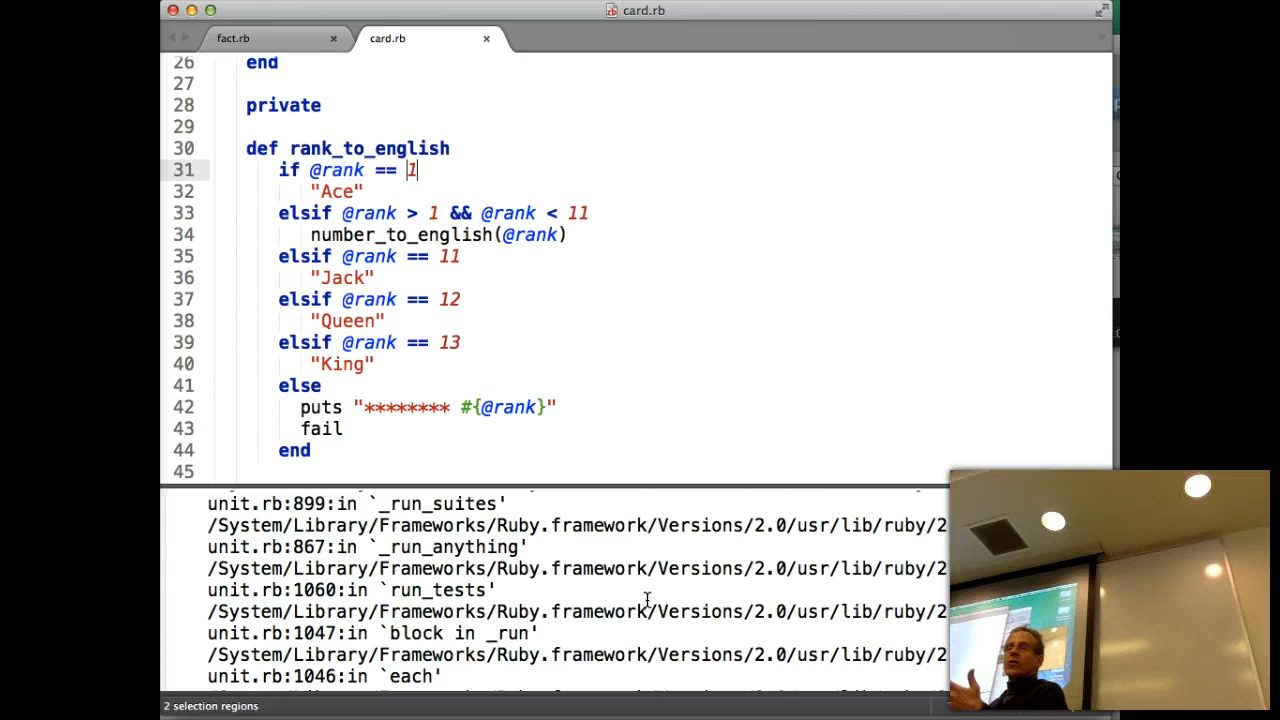 card.rb
fact.rb
card.rb
26 end
27
28 private
29
30 def rank_to_english
31 if @rank == 1
32 "Ace"
33 elsif @rank > 1 && @rank < 11
34 number_to_english(@rank)
35 elsif @rank == 11
36 "Jack"
37 elsif @rank == 12
38 "Queen"
39 elsif @rank == 13
40 "King"
41 else
42 puts "******** #{@rank}"
43 fail
44 end
45
unit.rb:899:in `_run_suites'
/System/Library/Frameworks/Ruby.framework/Versions/2.0/usr/lib/ruby/2
unit.rb:867:in `_run_anything'
/System/Library/Frameworks/Ruby.framework/Versions/2.0/usr/lib/ruby/2
unit.rb:1060:in `run_tests'
/System/Library/Frameworks/Ruby.framework/Versions/2.0/usr/lib/ruby/2
unit.rb:1047:in `block in _run'
/System/Library/Frameworks/Ruby.framework/Versions/2.0/usr/lib/ruby/2
unit.rb:1046:in `each'
2 selection regions